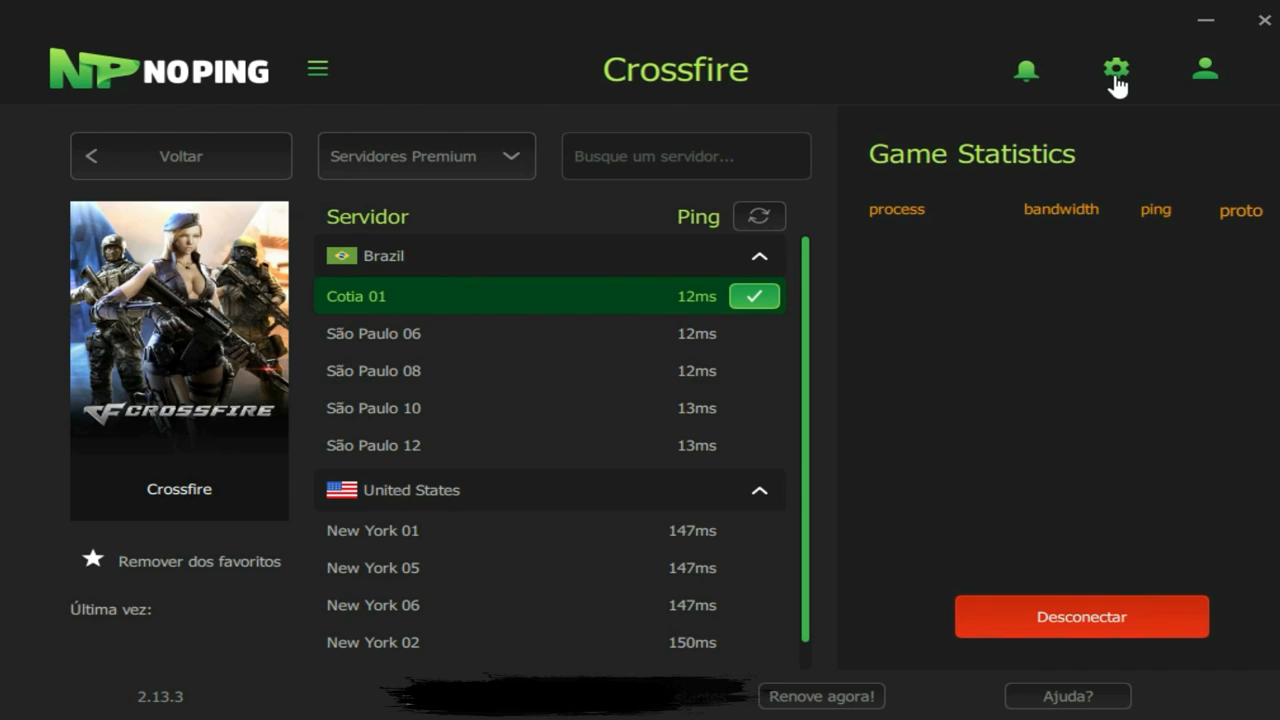 NP NOPING
Crossfire
Voltar
Servidores Premium
Busque um servidor...
Servidor Ping
Brazil
Cotia 01 12ms
São Paulo 06 12ms
São Paulo 08 12ms
São Paulo 10 13ms
São Paulo 12 13ms
United States
New York 01 147ms
New York 05 147ms
New York 06 147ms
New York 02 150ms
CF CROSSFIRE
Crossfire
Remover dos favoritos
Última vez:
Game Statistics
process bandwidth ping proto
Desconectar
2.13.3
Renove agora!
Ajuda?